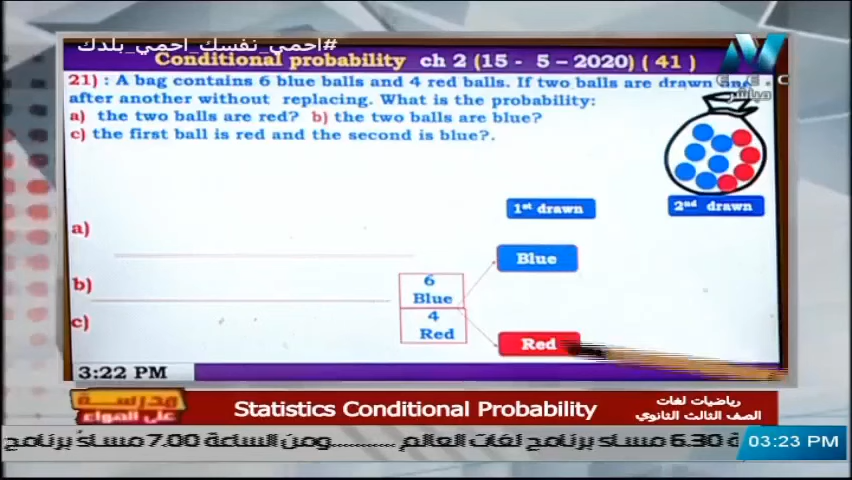 #احمي_نفسك_احمي_بلدك
Conditional probability ch 2 (15 - 5 - 2020) ( 41 )
21) : A bag contains 6 blue balls and 4 red balls. If two balls are drawn one
after another without replacing. What is the probability:
a) the two balls are red? b) the two balls are blue?
c) the first ball is red and the second is blue?.
EEC
مباشر
1st drawn
2nd drawn
a)
Blue
b)
6
Blue
c)
4
Red
Red
3:22 PM
مدرسة
على الهواء
Statistics Conditional Probability
رياضيات لغات
الصف الثالث الثانوي
6.30 مساء برنامج لغات العالم ..........ومن الساعة 7.00 مساءً برنامج
03:23 PM